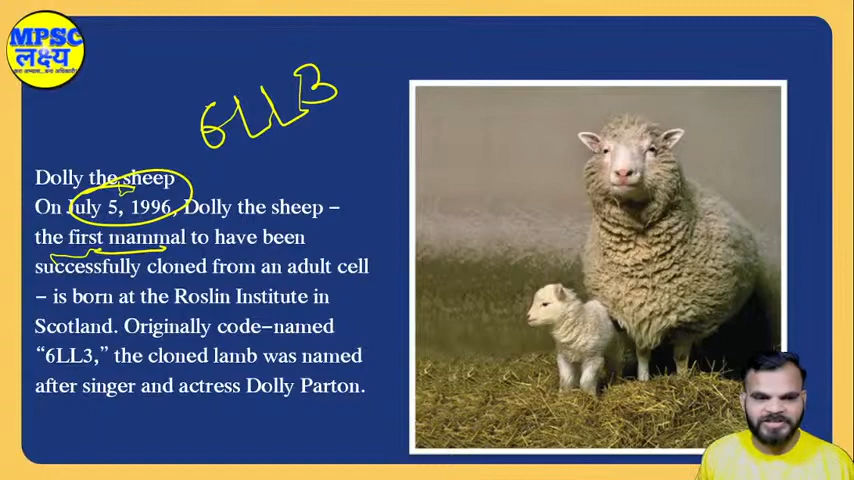 MPSC
लक्ष्य
6LL3
Dolly the sheep
On July 5, 1996, Dolly the sheep –
the first mammal to have been
successfully cloned from an adult cell
– is born at the Roslin Institute in
Scotland. Originally code-named
“6LL3,” the cloned lamb was named
after singer and actress Dolly Parton.